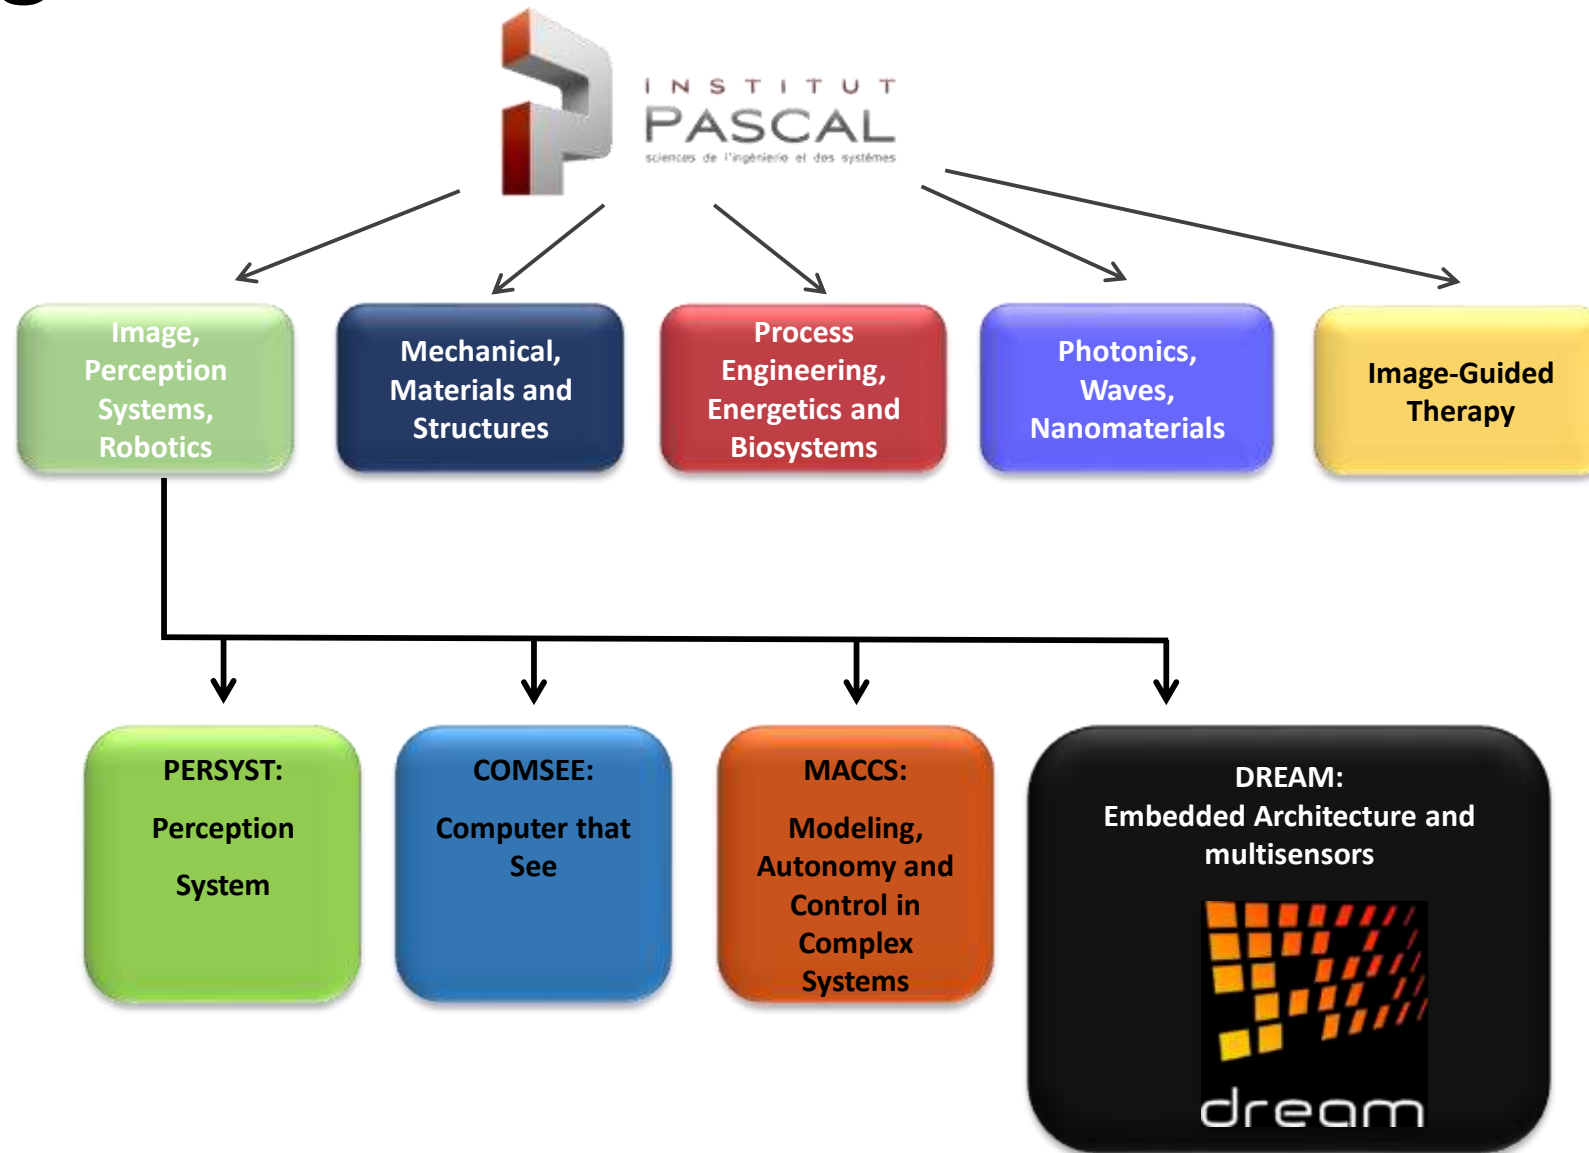 INSTITUT
PASCAL
sciences de l'ingénierie et des systèmes
Image,
Perception
Systems,
Robotics
Mechanical,
Materials and
Structures
Process
Engineering,
Energetics and
Biosystems
Photonics,
Waves,
Nanomaterials
Image-Guided
Therapy
PERSYST:
Perception
System
COMSEE:
Computer that
See
MACCS:
Modeling,
Autonomy and
Control in
Complex
Systems
DREAM:
Embedded Architecture and
multisensors
dream